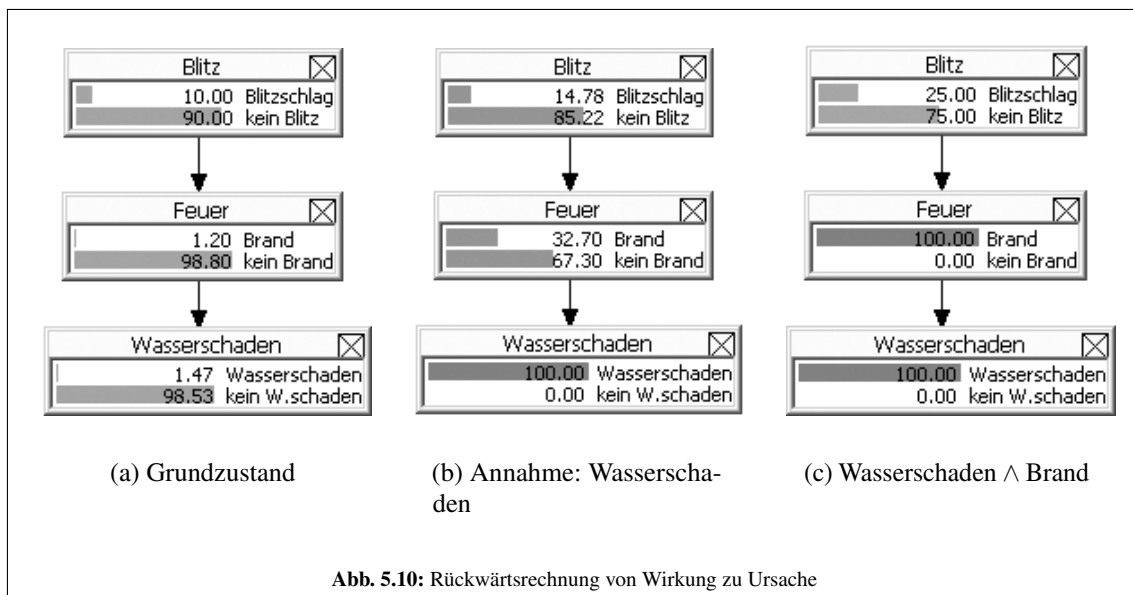 Blitz
10.00 Blitzschlag
90.00 kein Blitz
Feuer
1.20 Brand
98.80 kein Brand
Wasserschaden
1.47 Wasserschaden
98.53 kein W.schaden
(a) Grundzustand
Blitz
14.78 Blitzschlag
85.22 kein Blitz
Feuer
32.70 Brand
67.30 kein Brand
Wasserschaden
100.00 Wasserschaden
0.00 kein W.schaden
(b) Annahme: Wasserscha-
den
Blitz
25.00 Blitzschlag
75.00 kein Blitz
Feuer
100.00 Brand
0.00 kein Brand
Wasserschaden
100.00 Wasserschaden
0.00 kein W.schaden
(c) Wasserschaden ∧ Brand
Abb. 5.10: Rückwärtsrechnung von Wirkung zu Ursache